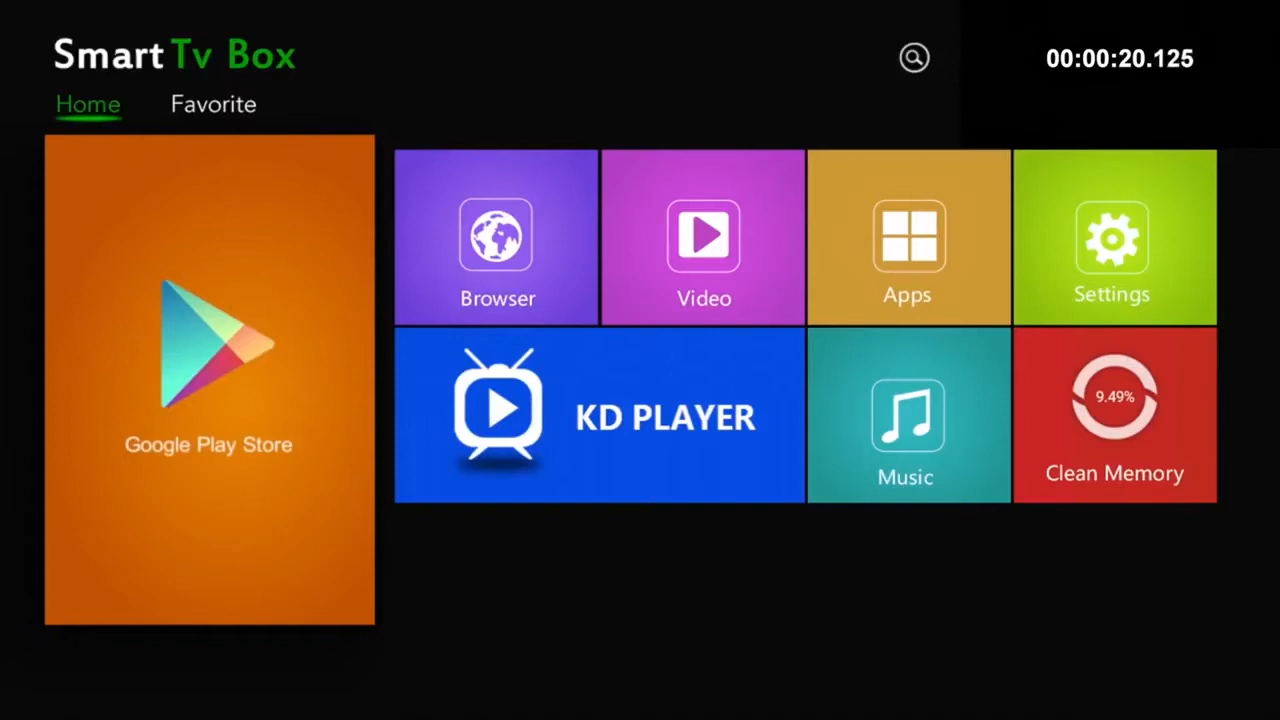 Smart Tv Box
00:00:20.125
Home Favorite
Google Play Store
Browser
Video
Apps
Settings
KD PLAYER
Music
9.49%
Clean Memory